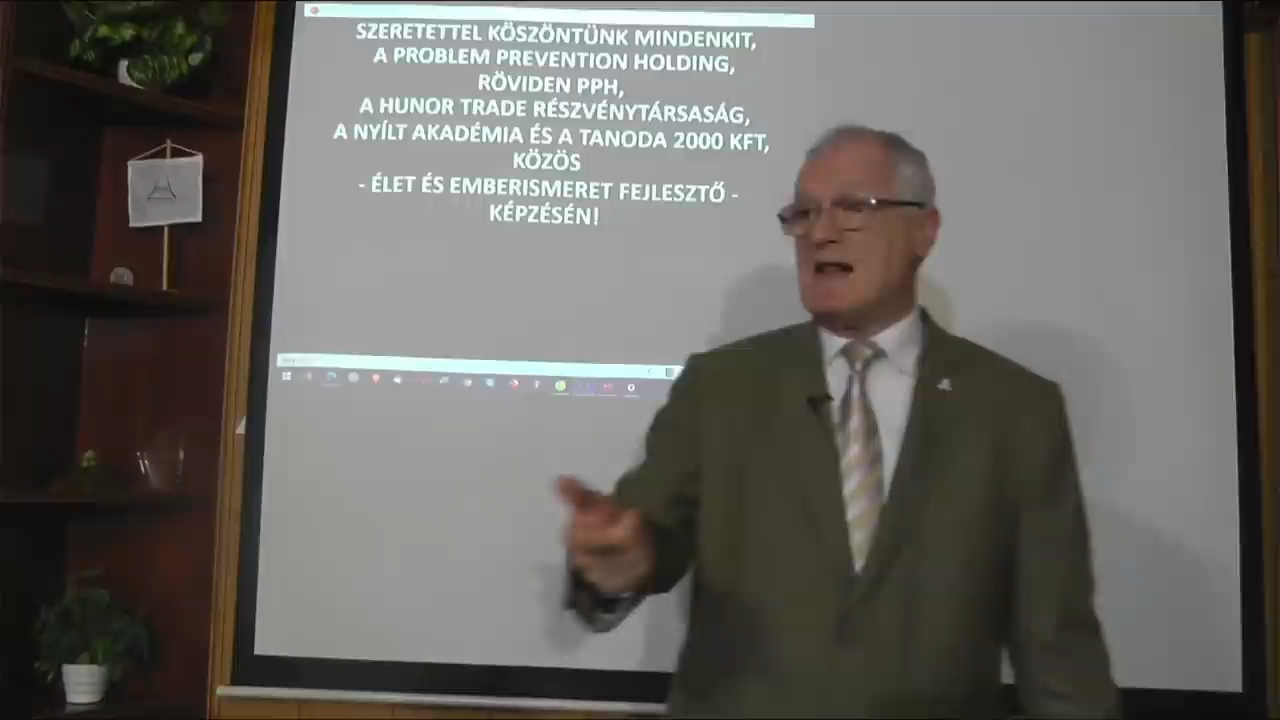 SZERETETTEL KÖSZÖNTÜNK MINDENKIT,
A PROBLEM PREVENTION HOLDING,
RÖVIDEN PPH,
A HUNOR TRADE RÉSZVÉNYTÁRSASÁG,
A NYÍLT AKADÉMIA ÉS A TANODA 2000 KFT,
KÖZÖS
- ÉLET ÉS EMBERISMERET FEJLESZTŐ -
KÉPZÉSÉN!